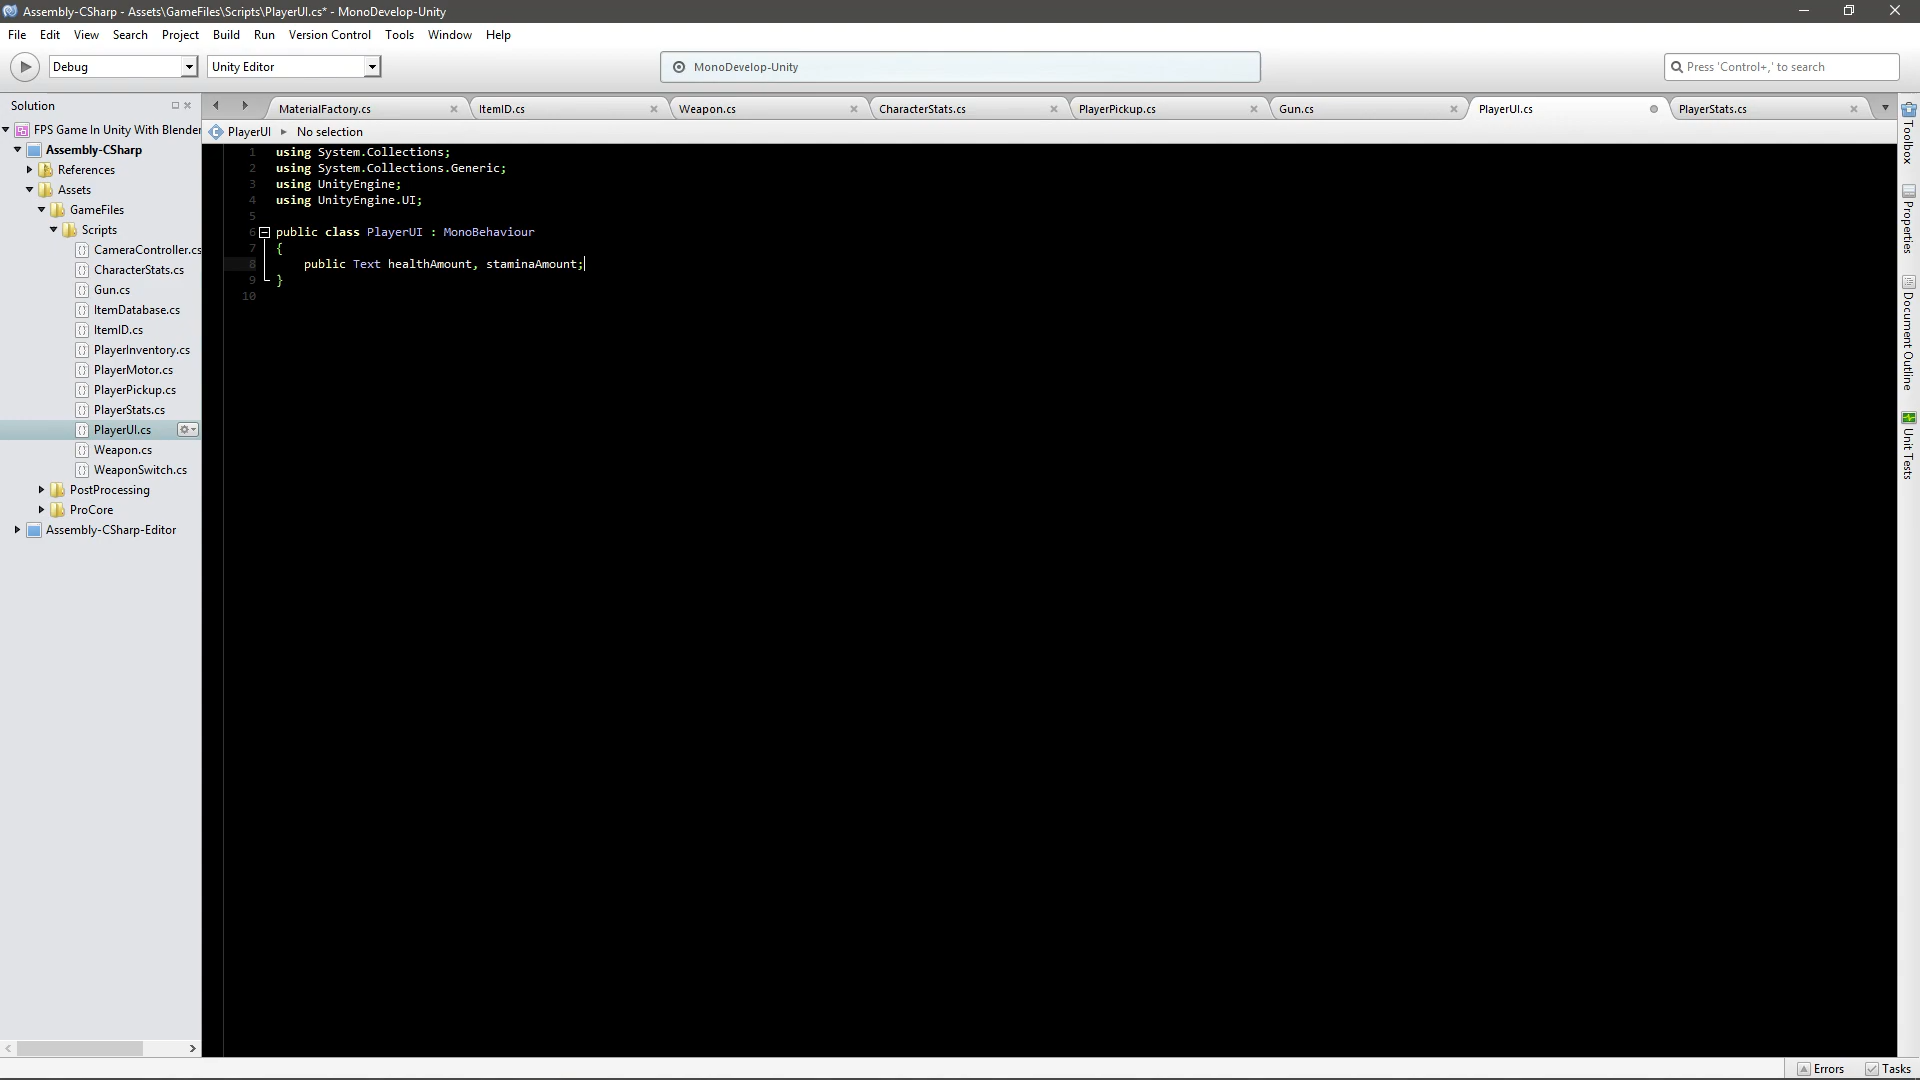 Assembly-CSharp - Assets\GameFiles\Scripts\PlayerUI.cs* - MonoDevelop-Unity
File Edit View Search Project Build Run Version Control Tools Window Help
Debug Unity Editor MonoDevelop-Unity Press 'Control+,' to search
Solution
MaterialFactory.cs ItemID.cs Weapon.cs CharacterStats.cs PlayerPickup.cs Gun.cs PlayerUI.cs PlayerStats.cs
PlayerUI No selection
FPS Game In Unity With Blender
Assembly-CSharp
References
Assets
GameFiles
Scripts
CameraController.cs
CharacterStats.cs
Gun.cs
ItemDatabase.cs
ItemID.cs
PlayerInventory.cs
PlayerMotor.cs
PlayerPickup.cs
PlayerStats.cs
PlayerUI.cs
Weapon.cs
WeaponSwitch.cs
PostProcessing
ProCore
Assembly-CSharp-Editor
1 using System.Collections;
2 using System.Collections.Generic;
3 using UnityEngine;
4 using UnityEngine.UI;
5
6 public class PlayerUI : MonoBehaviour
7 {
8 public Text healthAmount, staminaAmount;
9 }
10
Toolbox
Properties
Document Outline
Unit Tests
Errors Tasks